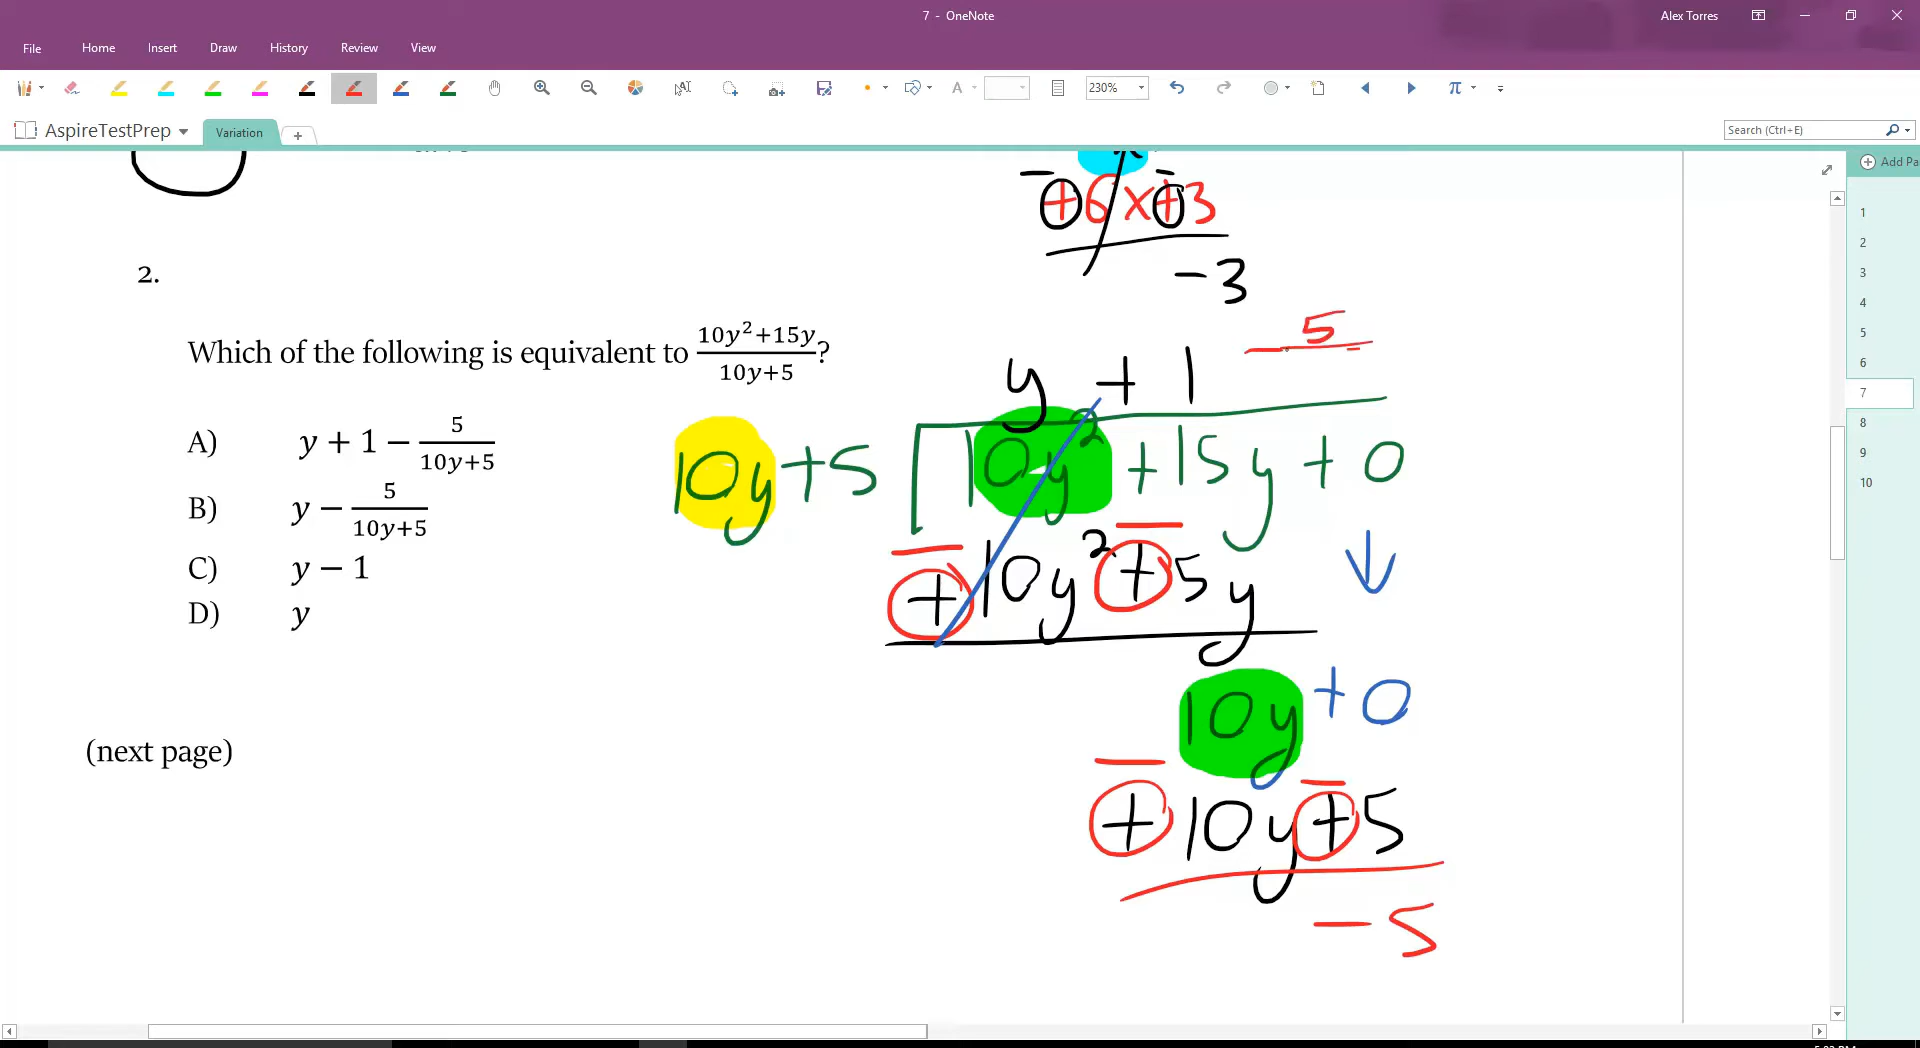 7 - OneNote
Alex Torres
File Home Insert Draw History Review View
230%
AspireTestPrep
Variation
Search (Ctrl+E)
Add Pa
1
2
3
4
5
6
7
8
9
10
+6x+3
-3
2.
Which of the following is equivalent to (10y²+15y)/(10y+5)?
A) y + 1 − 5/(10y+5)
B) y − 5/(10y+5)
C) y − 1
D) y
(next page)
y + 1 - 5
10y+5 10y² +15y + 0
- + 10y² - + 5y
10y + 0
- + 10y - + 5
- 5